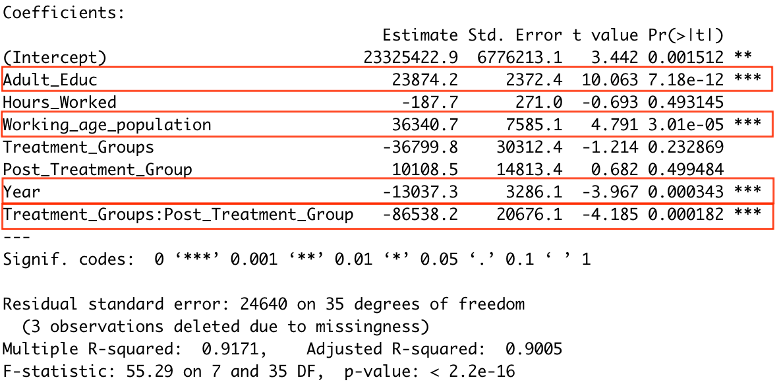 Coefficients:
Estimate Std. Error t value Pr(>|t|)
(Intercept) 23325422.9 6776213.1 3.442 0.001512 **
Adult_Educ 23874.2 2372.4 10.063 7.18e-12 ***
Hours_Worked -187.7 271.0 -0.693 0.493145
Working_age_population 36340.7 7585.1 4.791 3.01e-05 ***
Treatment_Groups -36799.8 30312.4 -1.214 0.232869
Post_Treatment_Group 10108.5 14813.4 0.682 0.499484
Year -13037.3 3286.1 -3.967 0.000343 ***
Treatment_Groups:Post_Treatment_Group -86538.2 20676.1 -4.185 0.000182 ***
---
Signif. codes: 0 ‘***’ 0.001 ‘**’ 0.01 ‘*’ 0.05 ‘.’ 0.1 ‘ ’ 1
Residual standard error: 24640 on 35 degrees of freedom
(3 observations deleted due to missingness)
Multiple R-squared: 0.9171, Adjusted R-squared: 0.9005
F-statistic: 55.29 on 7 and 35 DF, p-value: < 2.2e-16